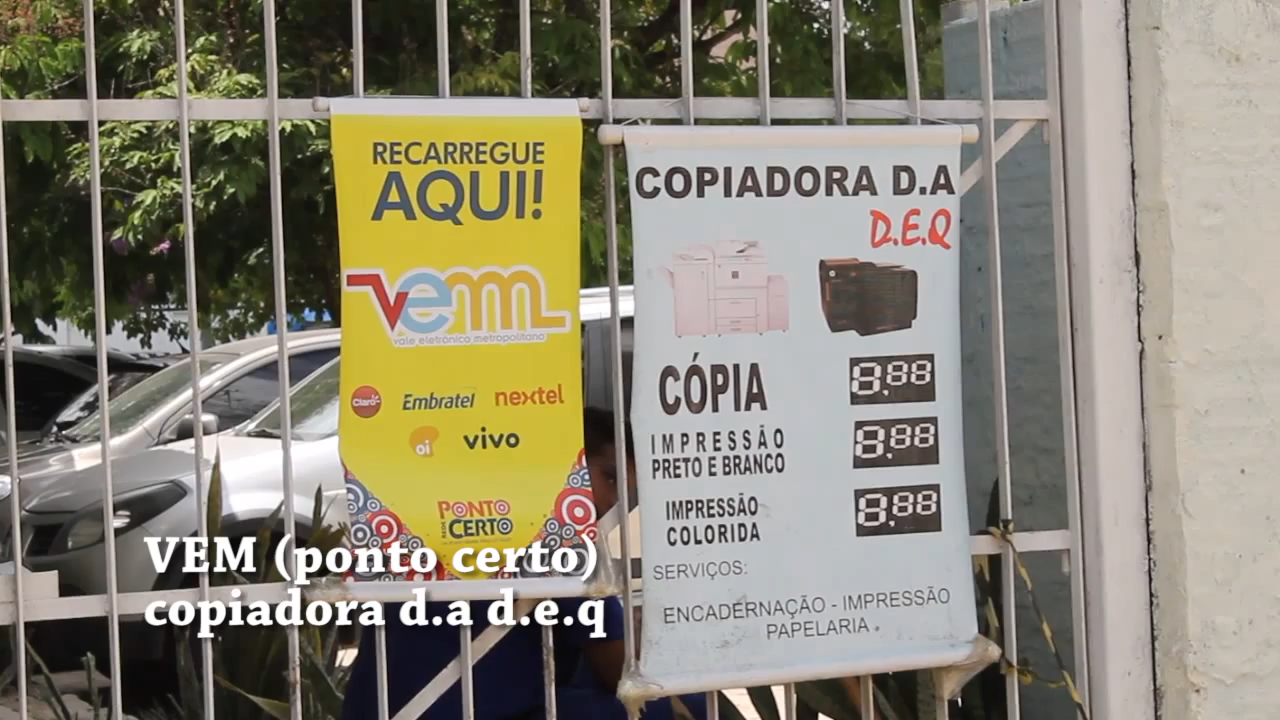 RECARREGUE
AQUI!
vem
vale eletrônico metropolitano
Claro
Embratel
nextel
oi
vivo
REDE
PONTO
CERTO
COPIADORA D.A
D.E.Q
CÓPIA
8.88
IMPRESSÃO
PRETO E BRANCO
8.88
IMPRESSÃO
COLORIDA
8.88
SERVIÇOS:
ENCADERNAÇÃO - IMPRESSÃO
PAPELARIA
VEM (ponto certo)
copiadora d.a d.e.q